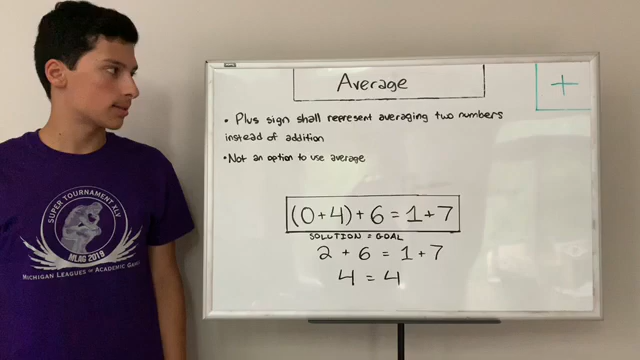 Average
+
• Plus sign shall represent averaging two numbers
instead of addition
• Not an option to use average
(0+4)+6=1+7
SOLUTION = GOAL
2 + 6 = 1 + 7
4 = 4
SUPER TOURNAMENT XLV
MLAG 2019
MICHIGAN LEAGUES OF ACADEMIC GAMES